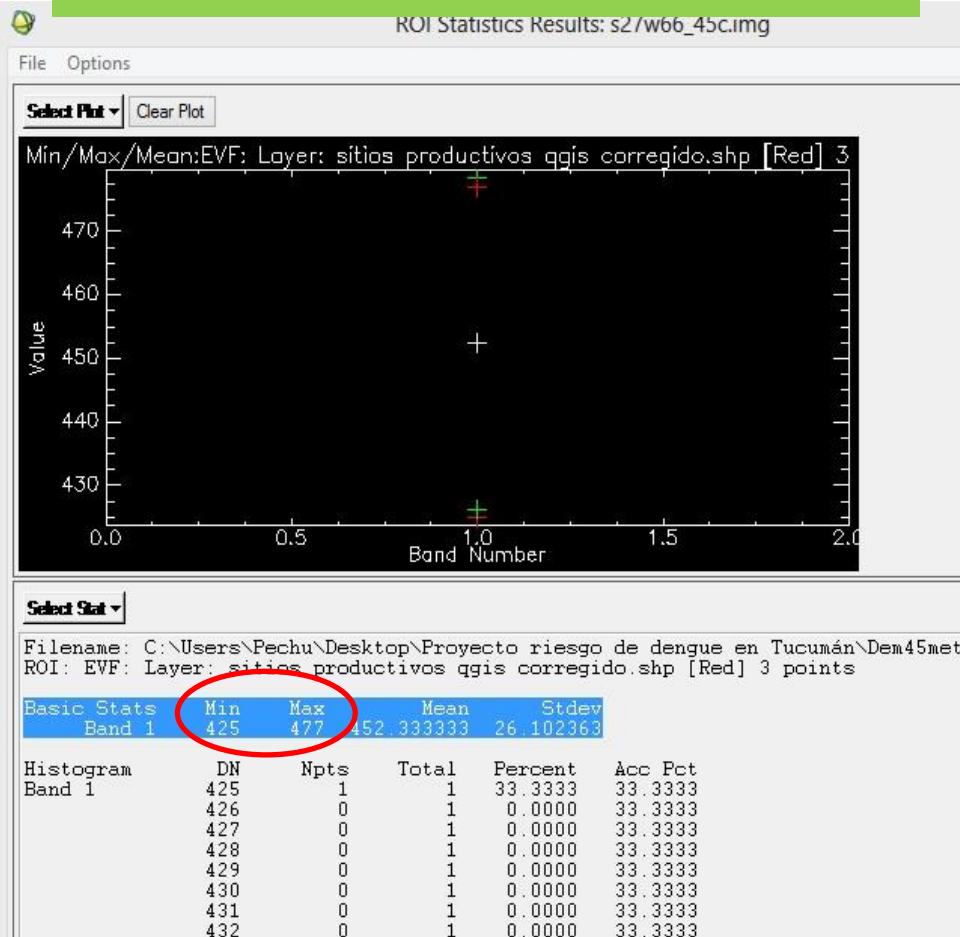 ROI Statistics Results: s27w66_45c.img
File Options
Select Plot Clear Plot
Min/Max/Mean:EVF: Layer: sitios productivos qgis corregido.shp [Red] 3
470
460
450
440
430
Value
0.0 0.5 1.0 1.5 2.0
Band Number
Select Stat
Filename: C:\Users\Pechu\Desktop\Proyecto riesgo de dengue en Tucumán\Dem45met
ROI: EVF: Layer: sitios productivos qgis corregido.shp [Red] 3 points
Basic Stats Min Max Mean Stdev
Band 1 425 477 452.333333 26.102363
Histogram DN Npts Total Percent Acc Pct
Band 1 425 1 1 33.3333 33.3333
426 0 1 0.0000 33.3333
427 0 1 0.0000 33.3333
428 0 1 0.0000 33.3333
429 0 1 0.0000 33.3333
430 0 1 0.0000 33.3333
431 0 1 0.0000 33.3333
432 0 1 0.0000 33.3333